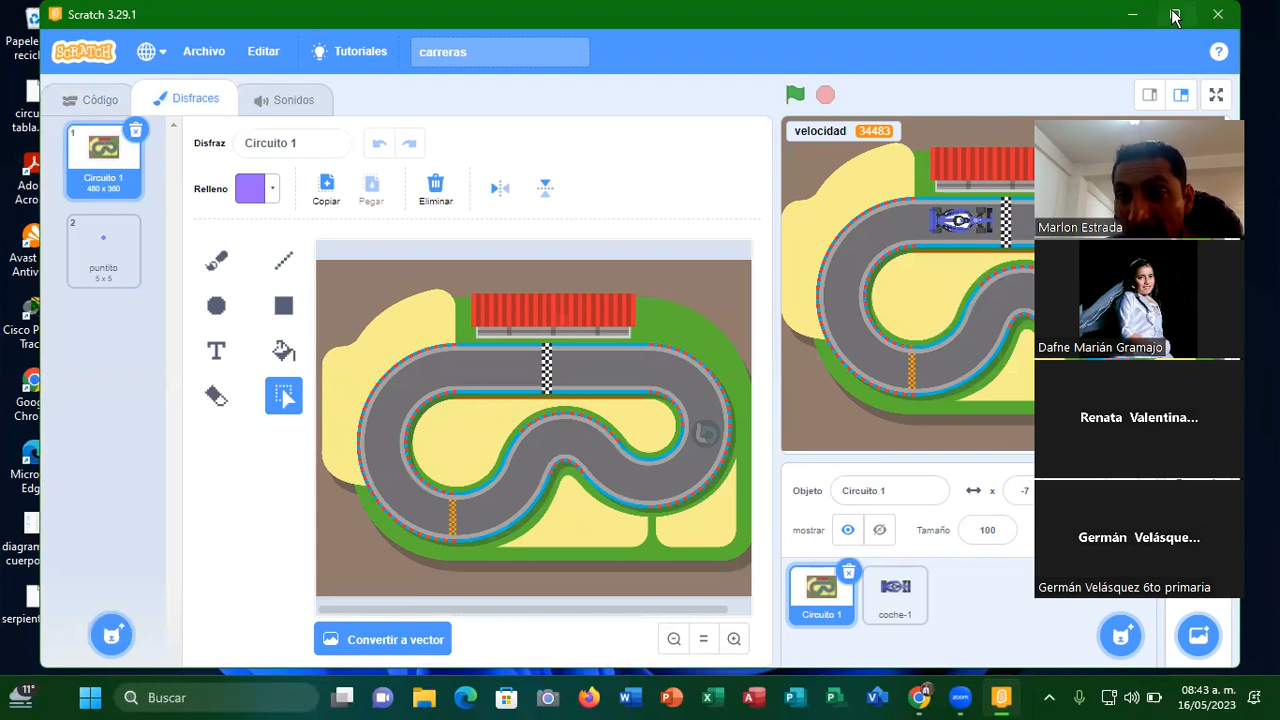 Scratch 3.29.1
SCRATCH
Archivo
Editar
Tutoriales
carreras
?
Código
Disfraces
Sonidos
1
Circuito 1
480 x 360
2
puntito
5 x 5
Disfraz
Circuito 1
Relleno
Copiar
Pegar
Eliminar
T
Convertir a vector
velocidad 34483
Objeto
Circuito 1
x
-7
mostrar
Tamaño
100
Circuito 1
coche-1
Marlon Estrada
Dafne Marián Gramajo
Renata Valentina...
Germán Velásque...
Germán Velásquez 6to primaria
Papele
recicl
circu
tabla.
Ado
Acro
Avast
Antiv
Cisco P
Trac
Goog
Chro
Micro
Edg
diagram
cuerpo
serpient
11°
Buscar
zoom
08:43 a. m.
16/05/2023